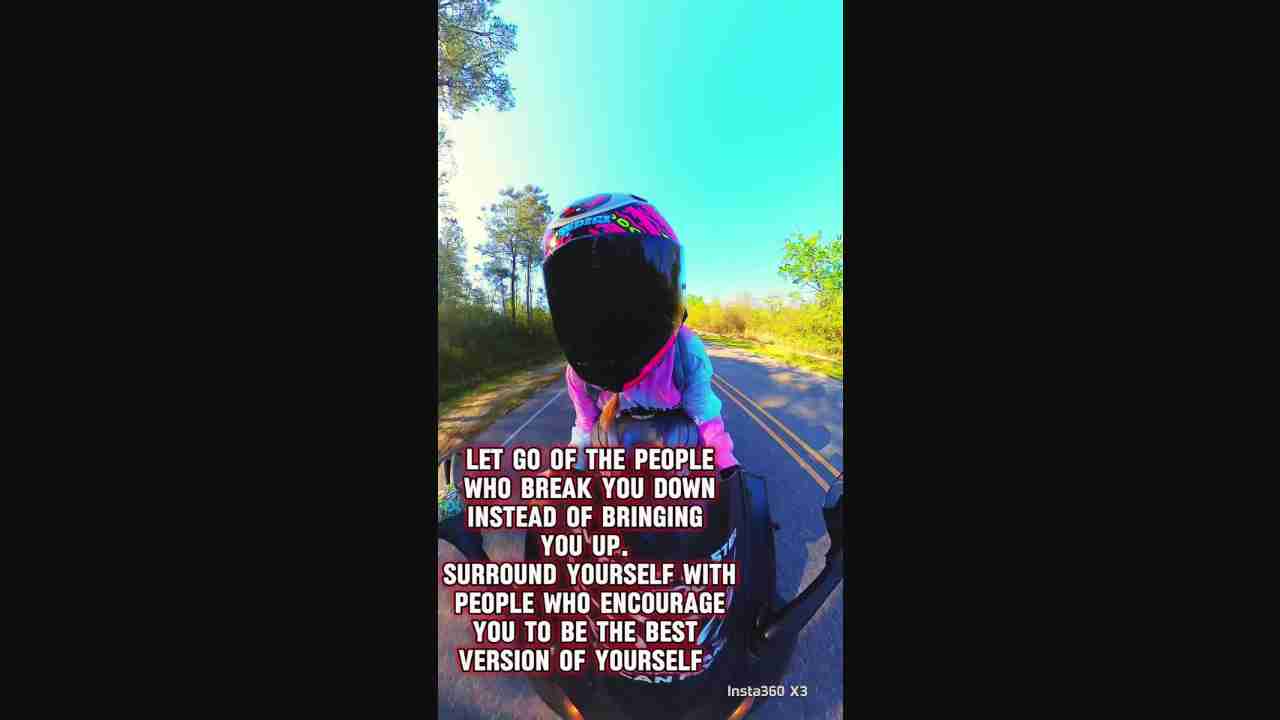 LET GO OF THE PEOPLE
WHO BREAK YOU DOWN
INSTEAD OF BRINGING
YOU UP.
SURROUND YOURSELF WITH
PEOPLE WHO ENCOURAGE
YOU TO BE THE BEST
VERSION OF YOURSELF
Insta360 X3